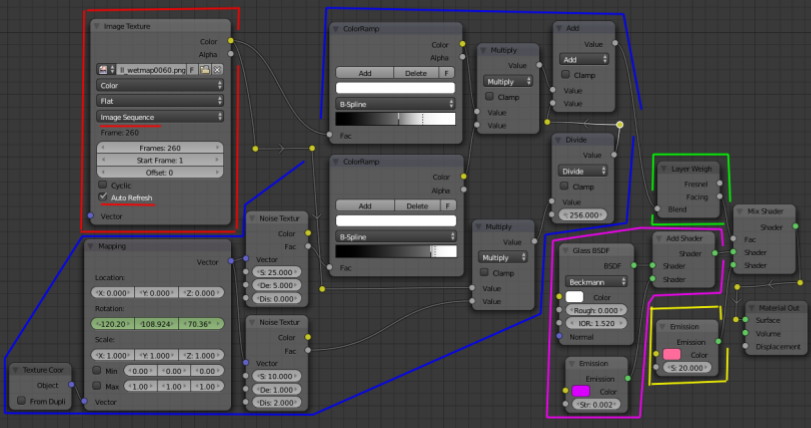 Image Texture
Color
Alpha
8_wetmap0060.png F
Color
Flat
Image Sequence
Frame: 260
Frames: 260
Start Frame: 1
Offset: 0
Cyclic
Auto Refresh
Vector
Mapping
Vector
Location:
X: 0.000 Y: 0.000 Z: 0.000
Rotation:
-120.20 108.924 70.36°
Scale:
X: 1.000 Y: 1.000 Z: 1.000
Min 0.00 0.00 0.00
Max 1.00 1.00 1.00
Vector
Texture Coor
Object
From Dupli
Noise Textur
Color
Fac
Vector
S: 25.000
De: 5.000
Dis: 0.000
Noise Textur
Color
Fac
Vector
S: 10.000
De: 1.000
Dis: 2.000
ColorRamp
Color
Alpha
Add Delete F
B-Spline
Fac
ColorRamp
Color
Alpha
Add Delete F
B-Spline
Fac
Multiply
Value
Multiply
Clamp
Value
Value
Multiply
Value
Multiply
Clamp
Value
Value
Add
Value
Add
Clamp
Value
Value
Divide
Value
Divide
Clamp
Value
256.000
Layer Weigh
Fresnel
Facing
Blend
Glass BSDF
BSDF
Beckmann
Color
Rough: 0.000
IOR: 1.520
Normal
Emission
Emission
Color
Str: 0.002
Add Shader
Shader
Shader
Shader
Emission
Emission
Color
S: 20.000
Mix Shader
Shader
Fac
Shader
Shader
Material Out
Surface
Volume
Displacement